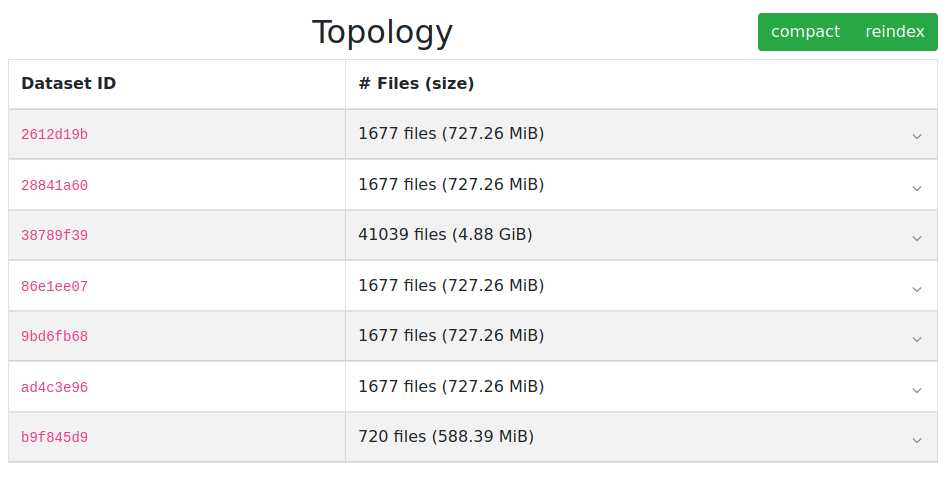 Topology
compact reindex
Dataset ID # Files (size)
2612d19b 1677 files (727.26 MiB)
28841a60 1677 files (727.26 MiB)
38789f39 41039 files (4.88 GiB)
86e1ee07 1677 files (727.26 MiB)
9bd6fb68 1677 files (727.26 MiB)
ad4c3e96 1677 files (727.26 MiB)
b9f845d9 720 files (588.39 MiB)